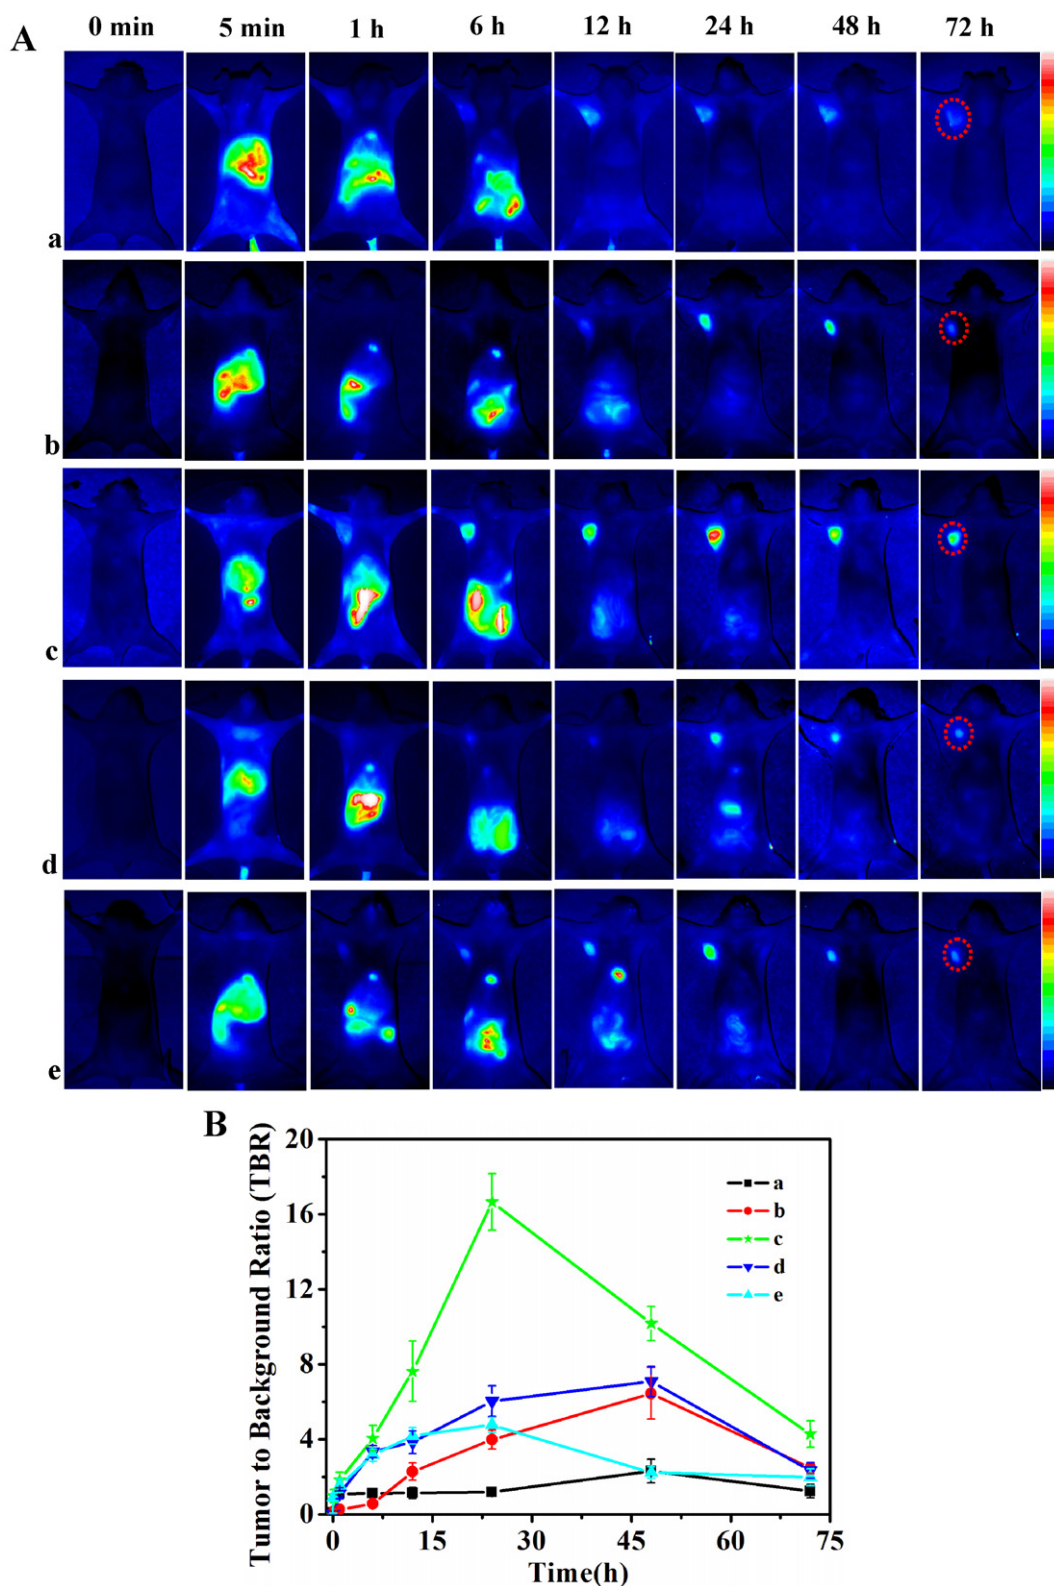 A
0 min 5 min 1 h 6 h 12 h 24 h 48 h 72 h
a
b
c
d
e
B
Tumor to Background Ratio (TBR)
20
16
12
8
4
0
a
b
c
d
e
0 15 30 45 60 75
Time(h)